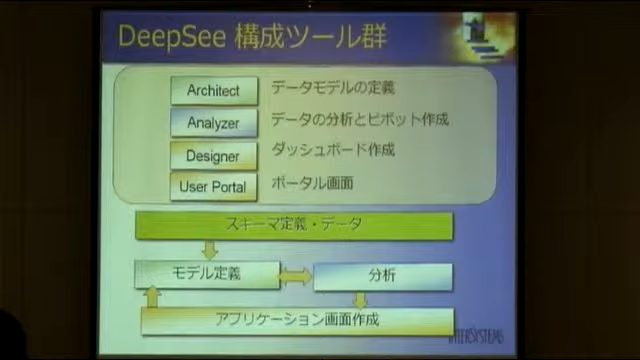 DeepSee 構成ツール群
Architect データモデルの定義
Analyzer データの分析とピボット作成
Designer ダッシュボード作成
User Portal ポータル画面
スキーマ定義・データ
モデル定義
分析
アプリケーション画面作成
INTERSYSTEMS